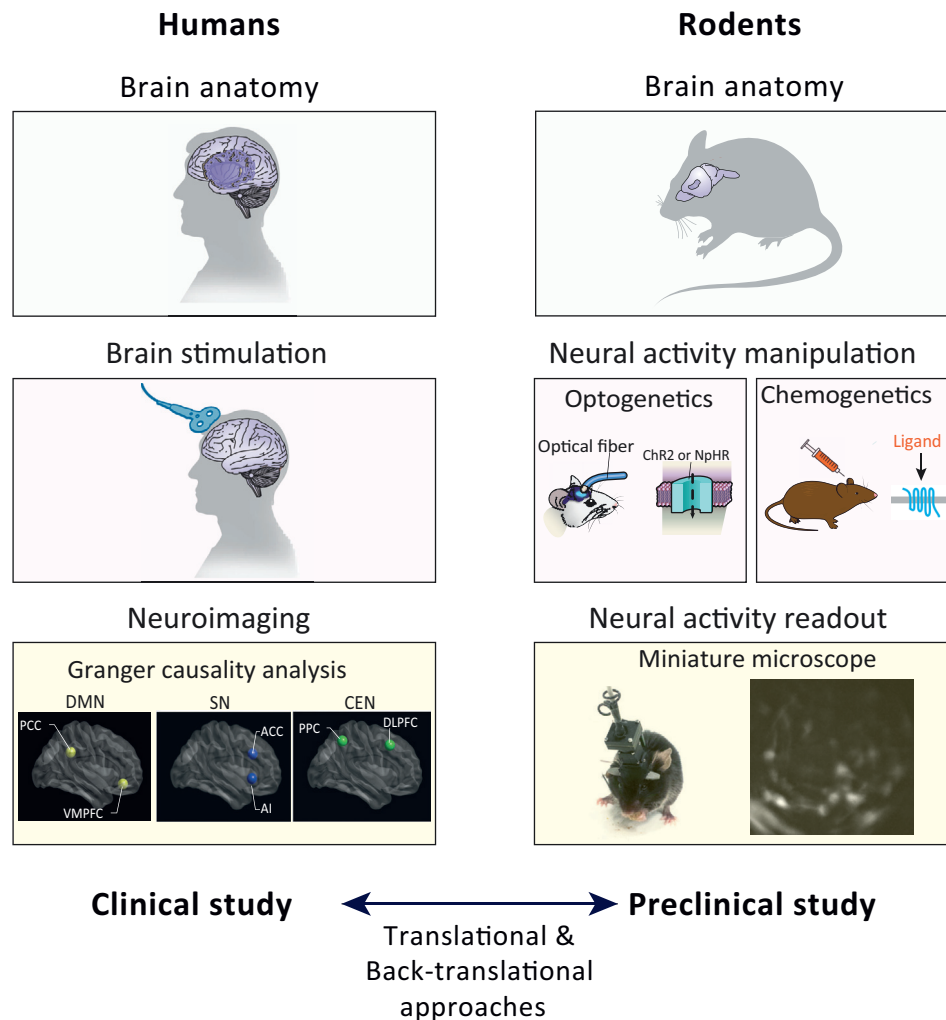 Humans
Brain anatomy
Brain stimulation
Neuroimaging
Granger causality analysis
DMN
PCC
VMPFC
SN
ACC
AI
CEN
PPC
DLPFC
Clinical study
Rodents
Brain anatomy
Neural activity manipulation
Optogenetics
Optical fiber
ChR2 or NpHR
Chemogenetics
Ligand
Neural activity readout
Miniature microscope
Preclinical study
Translational &
Back-translational
approaches